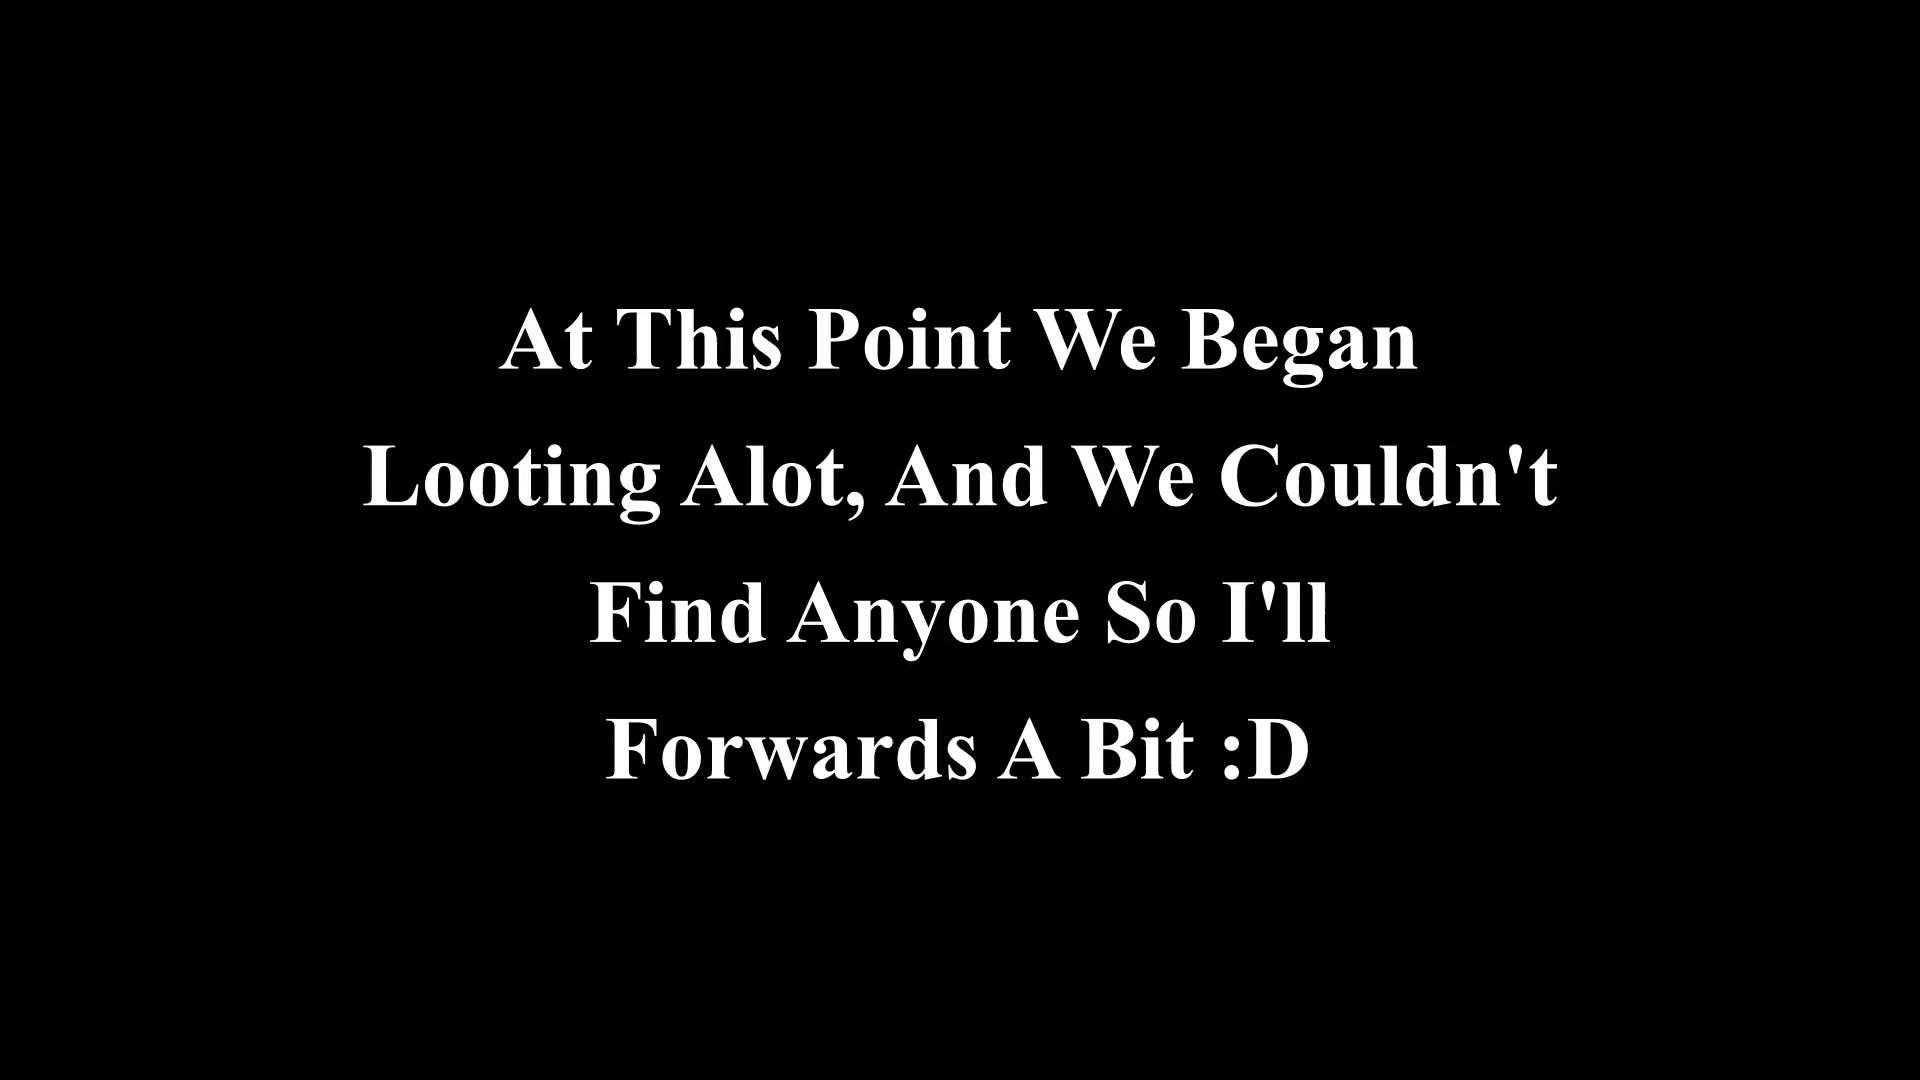 At This Point We Began
Looting Alot, And We Couldn't
Find Anyone So I'll
Forwards A Bit :D